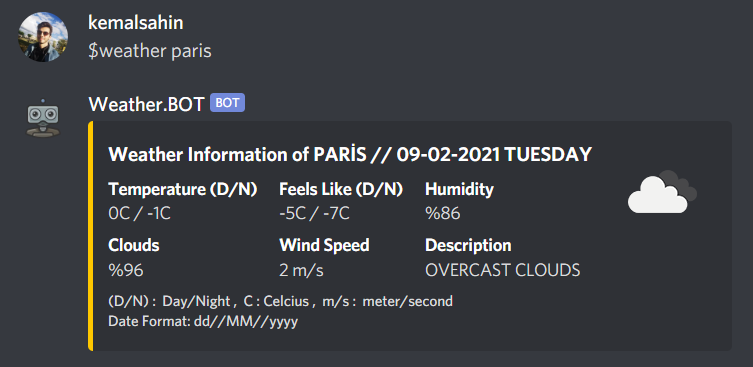 kemalsahin
$weather paris
Weather.BOT BOT
Weather Information of PARİS // 09-02-2021 TUESDAY
Temperature (D/N) Feels Like (D/N) Humidity
0C / -1C -5C / -7C %86
Clouds Wind Speed Description
%96 2 m/s OVERCAST CLOUDS
(D/N) : Day/Night , C : Celcius , m/s : meter/second
Date Format: dd//MM//yyyy